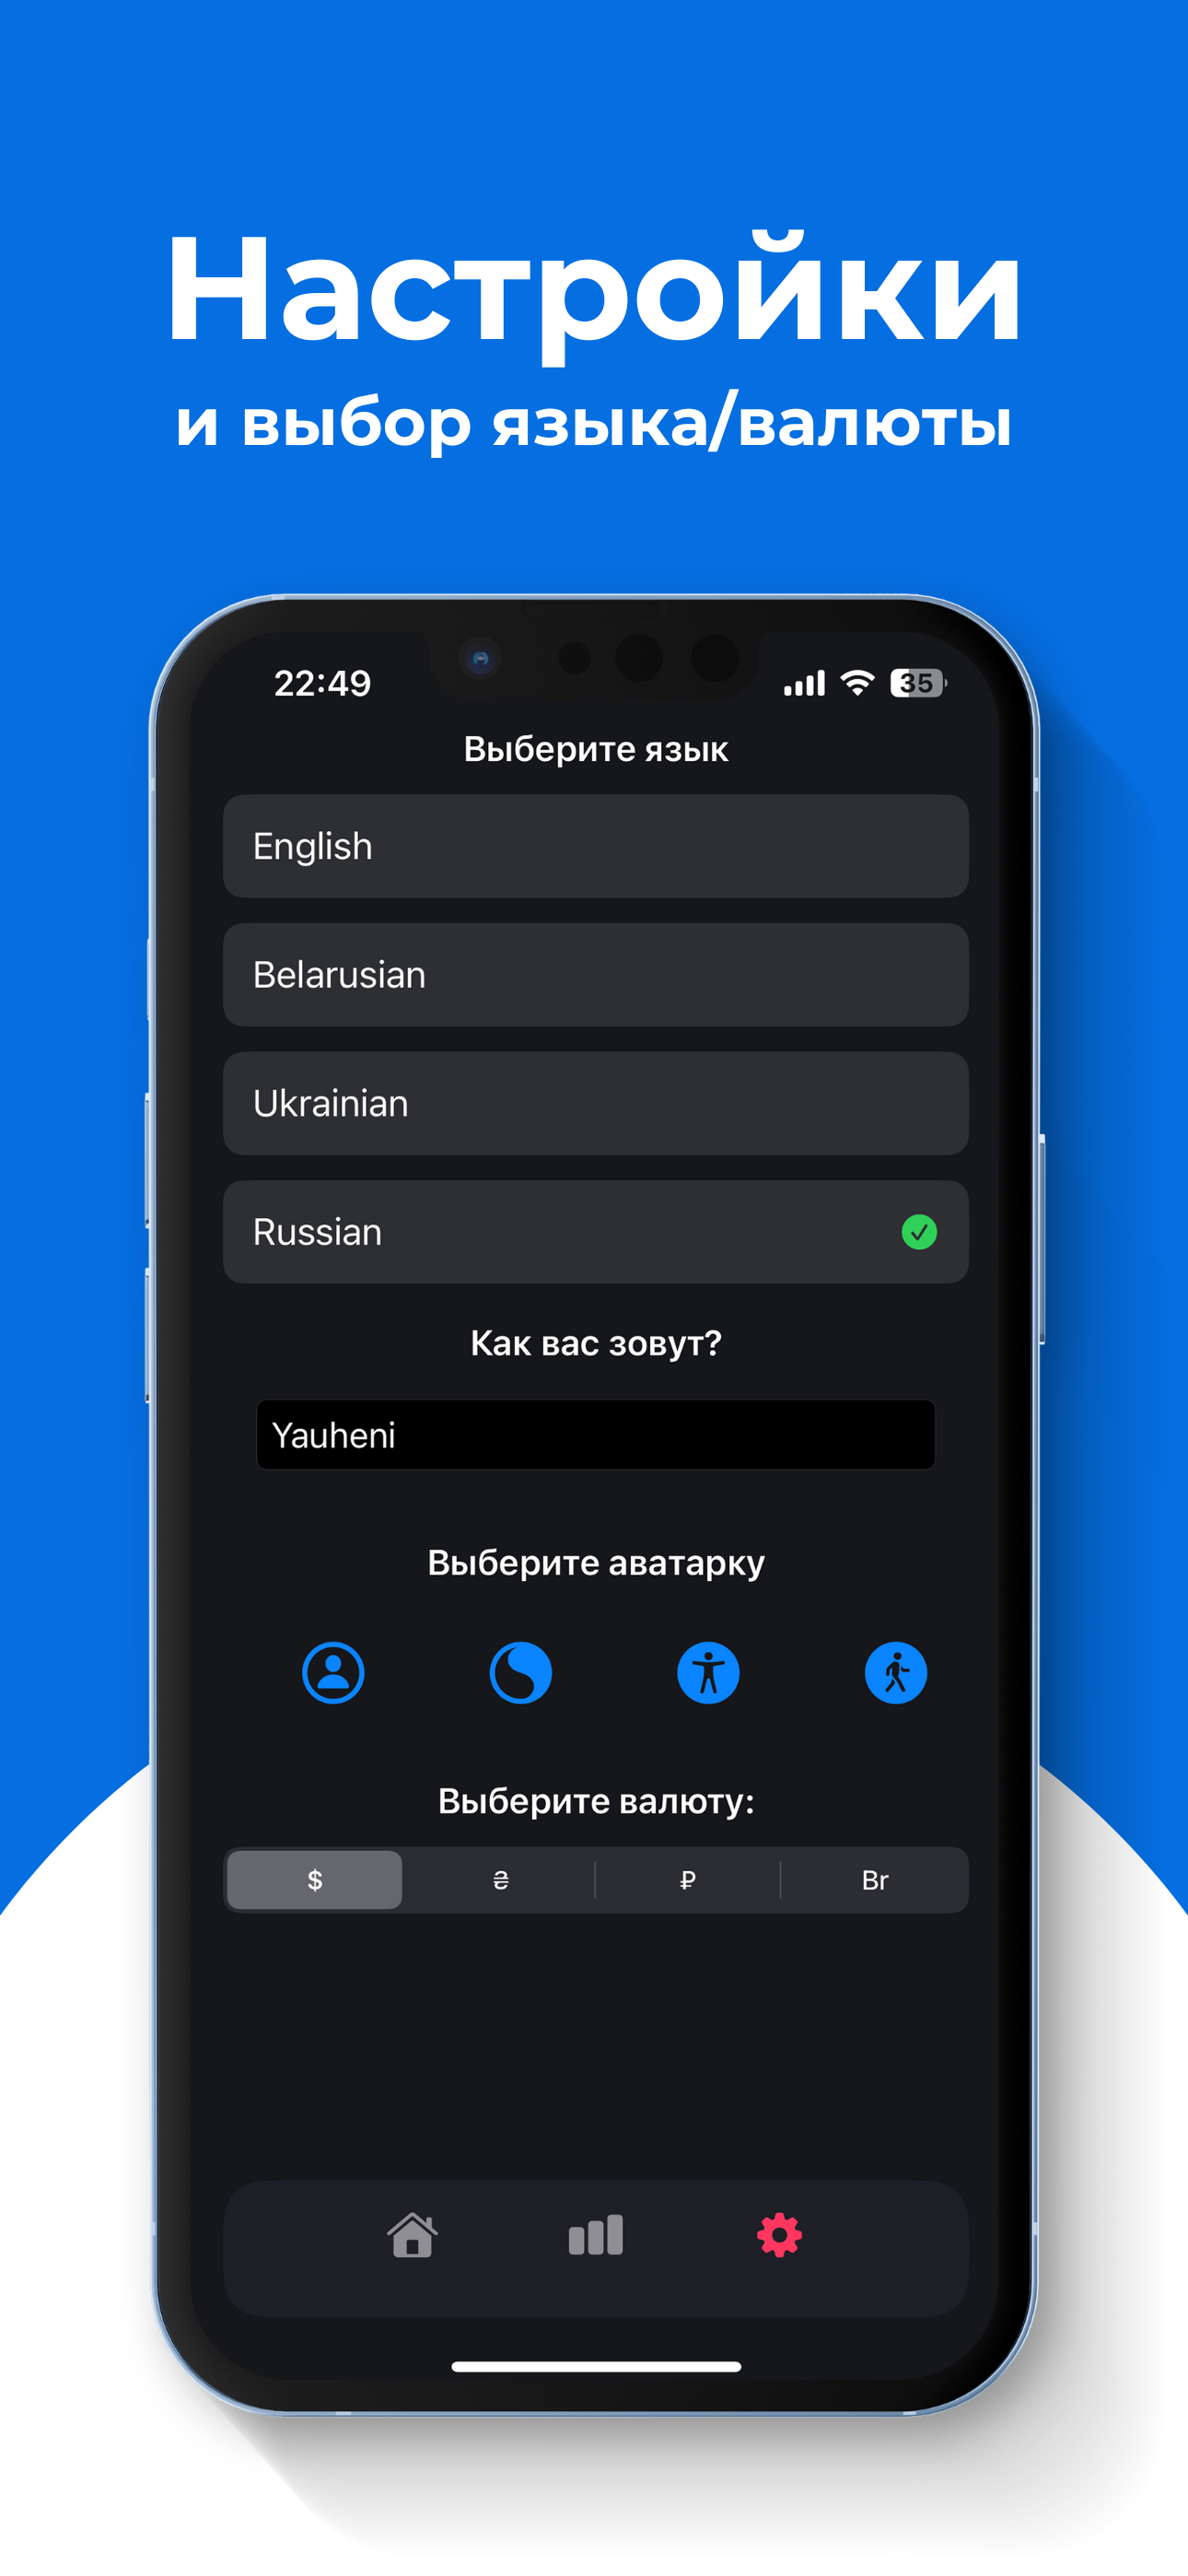 Настройки
и выбор языка/валюты
22:49
35
Выберите язык
English
Belarusian
Ukrainian
Russian
Как вас зовут?
Yauheni
Выберите аватарку
Выберите валюту:
$ ₴ ₽ Br